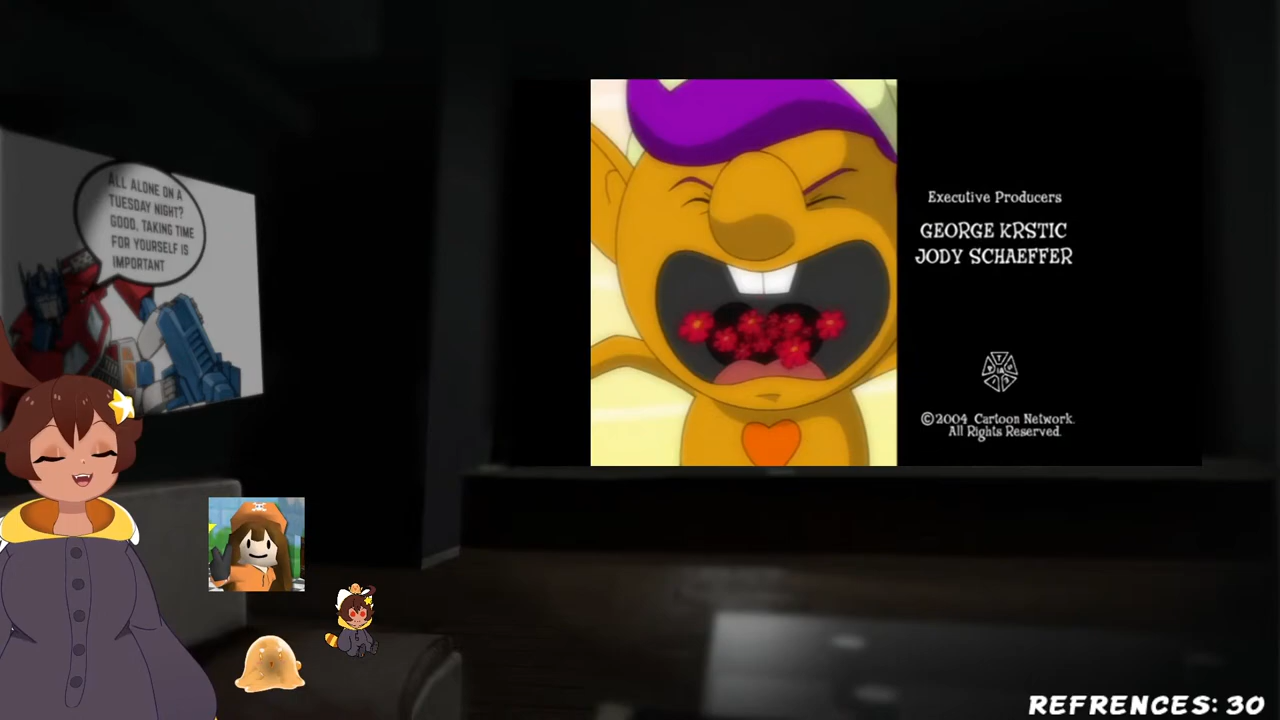 ALL ALONE ON A
TUESDAY NIGHT?
GOOD, TAKING TIME
FOR YOURSELF IS
IMPORTANT
Executive Producers
GEORGE KRSTIC
JODY SCHAEFFER
©2004 Cartoon Network.
All Rights Reserved.
REFRENCES: 30